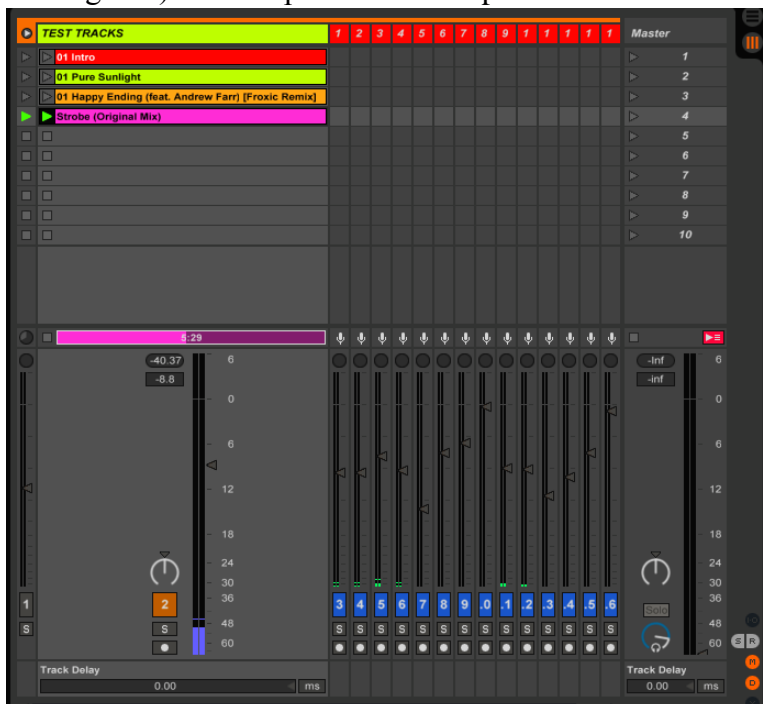 TEST TRACKS 1 2 3 4 5 6 7 8 9 1 1 1 1 1 Master
01 Intro 1
01 Pure Sunlight 2
01 Happy Ending (feat. Andrew Farr) [Froxic Remix] 3
Strobe (Original Mix) 4
5
6
7
8
9
10
5:29
-40.37 6 -Inf 6
-8.8 -inf
0 0
6 6
12 12
18 18
24 24
30 30
1 2 36 3 4 5 6 7 8 9 .0 .1 .2 .3 .4 .5 .6 Solo 36
S S 48 S S S S S S S S S S S S S S 48
60 60 S R
M
Track Delay Track Delay
0.00 ms 0.00 ms D